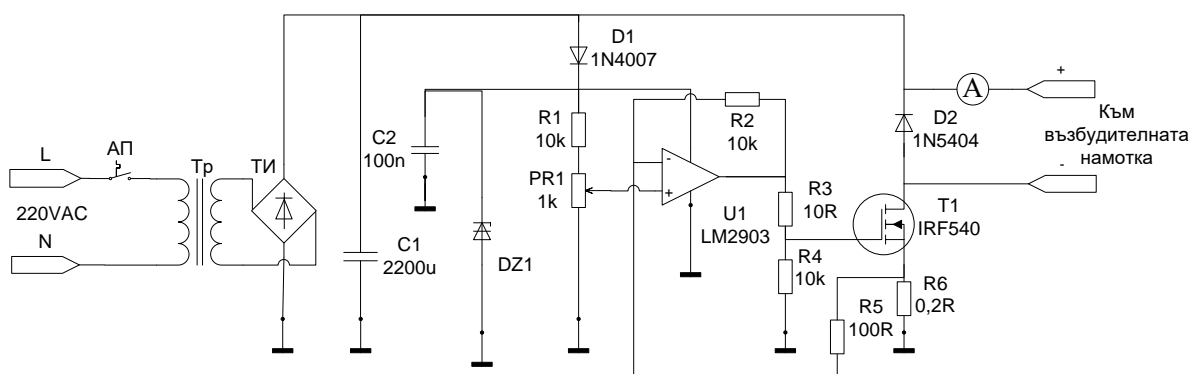 D1
1N4007
+
A
R1
10k
R2
10k
D2
1N5404
Към
възбудителната
намотка
C2
100n
L
АП
Тр
ТИ
-
PR1
1k
-
+
R3
10R
T1
IRF540
220VAC
U1
LM2903
N
C1
2200u
DZ1
R4
10k
R6
0,2R
R5
100R